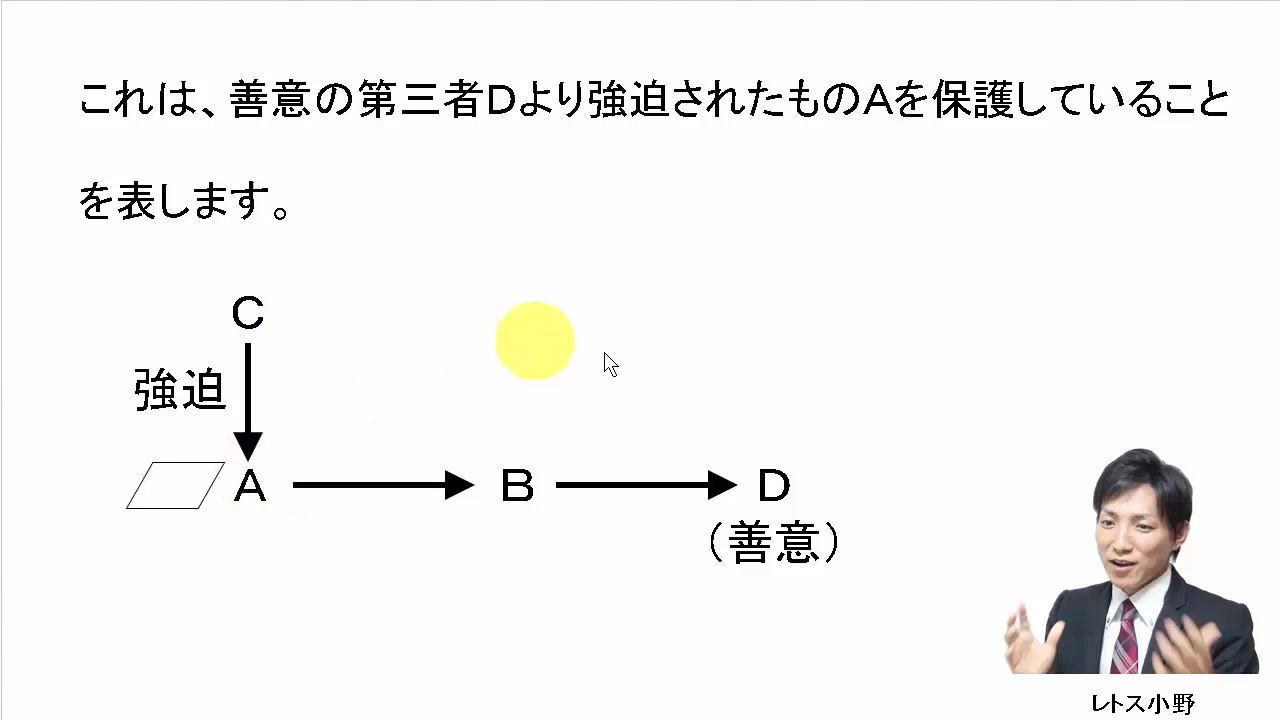 これは、善意の第三者Dより強迫されたものAを保護していること
を表します。
C
強迫
A
B
D
（善意）
レトス小野